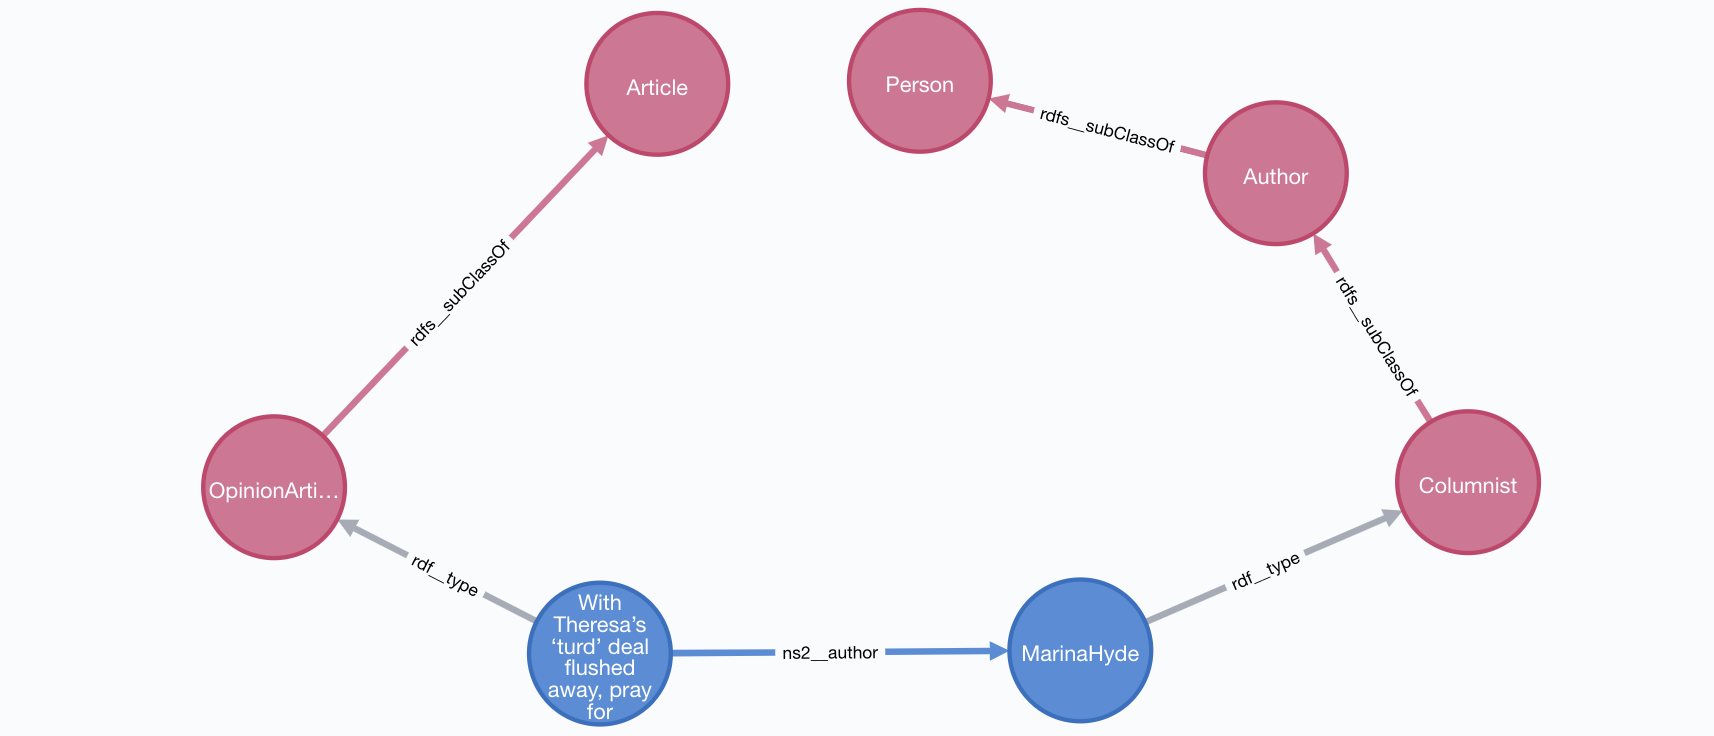 Article
Person
rdfs__subClassOf
Author
rdfs__subClassOf
rdfs__subClassOf
OpinionArti…
Columnist
rdf__type
rdf__type
With
Theresa’s
‘turd’ deal
flushed
away, pray
for
ns2__author
MarinaHyde